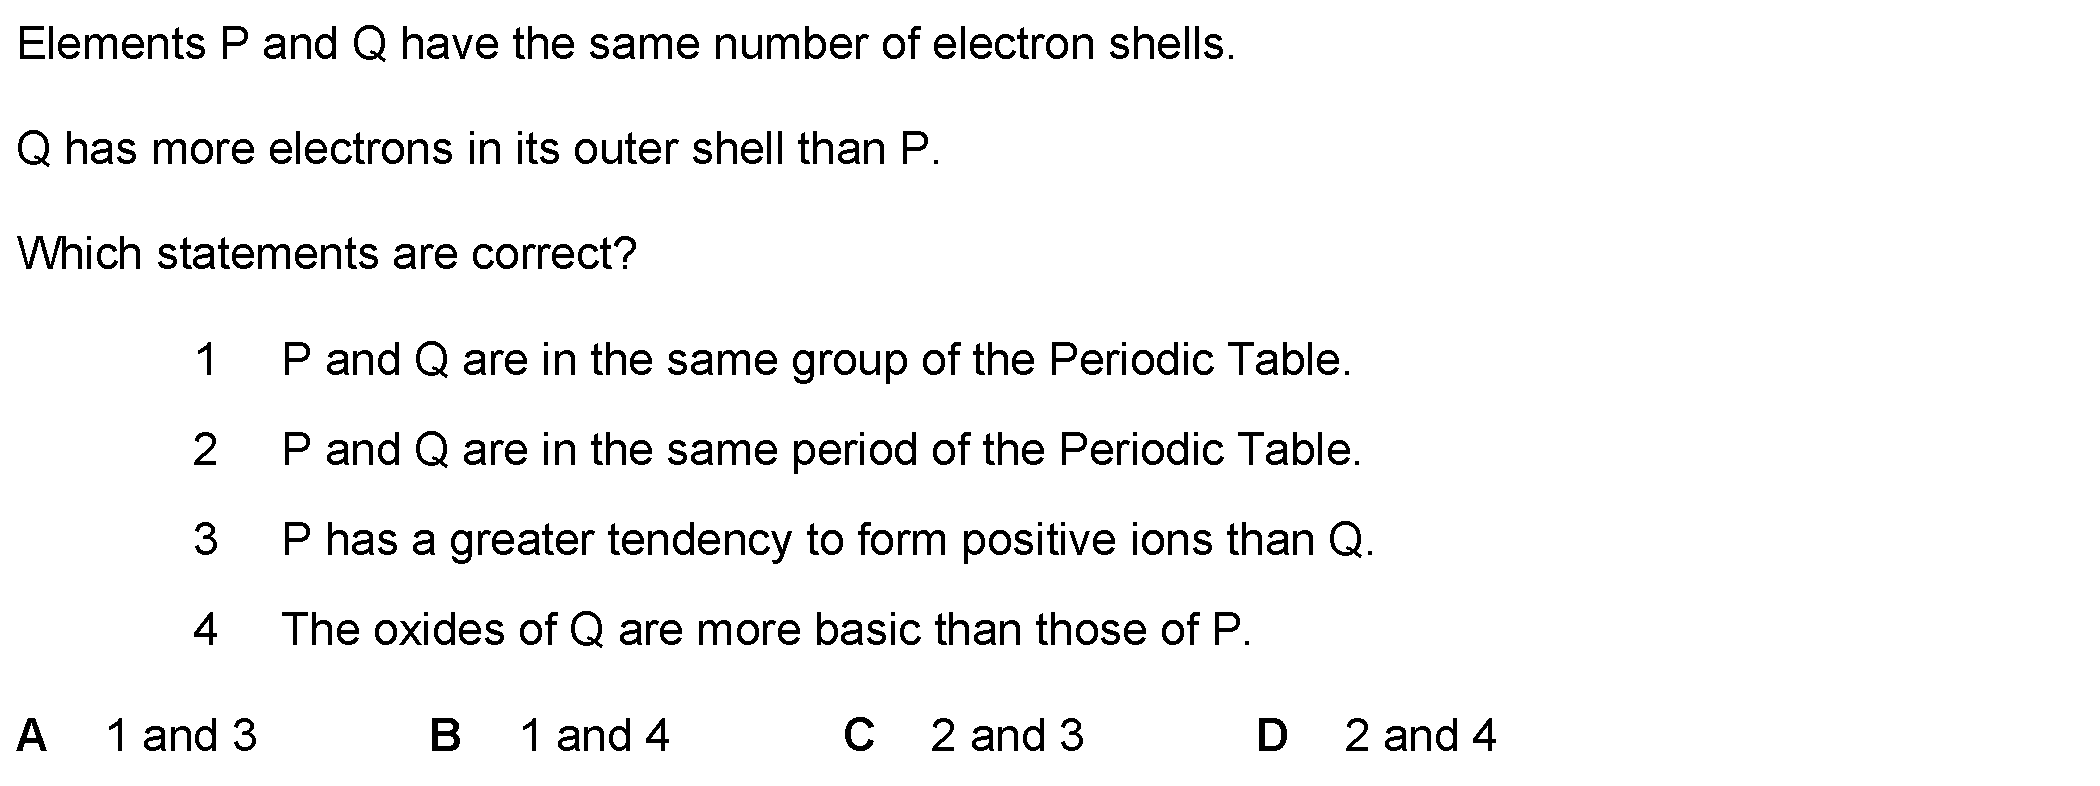 Elements P and Q have the same number of electron shells.
Q has more electrons in its outer shell than P.
Which statements are correct?
1 P and Q are in the same group of the Periodic Table.
2 P and Q are in the same period of the Periodic Table.
3 P has a greater tendency to form positive ions than Q.
4 The oxides of Q are more basic than those of P.
A 1 and 3 B 1 and 4 C 2 and 3 D 2 and 4